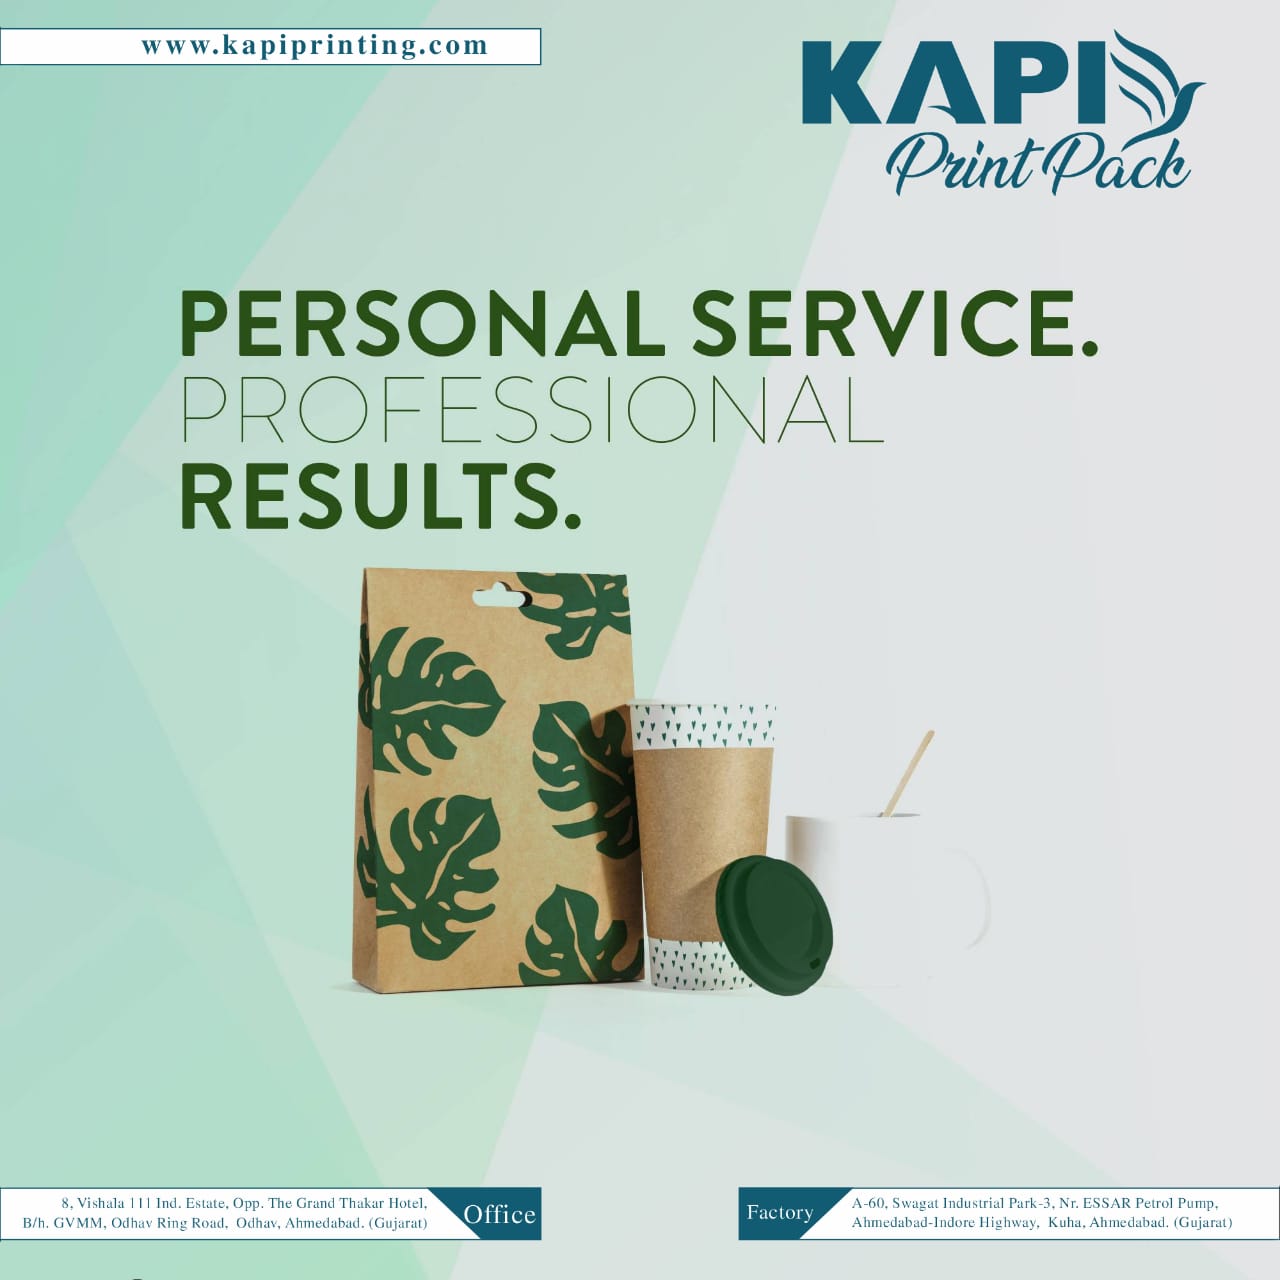 www.kapiprinting.com
KAPI
Print Pack
PERSONAL SERVICE.
PROFESSIONAL
RESULTS.
8, Vishala 111 Ind. Estate, Opp. The Grand Thakar Hotel,
B/h. GVMM, Odhav Ring Road, Odhav, Ahmedabad. (Gujarat)
Office
Factory
A-60, Swagat Industrial Park-3, Nr. ESSAR Petrol Pump,
Ahmedabad-Indore Highway, Kuha, Ahmedabad. (Gujarat)